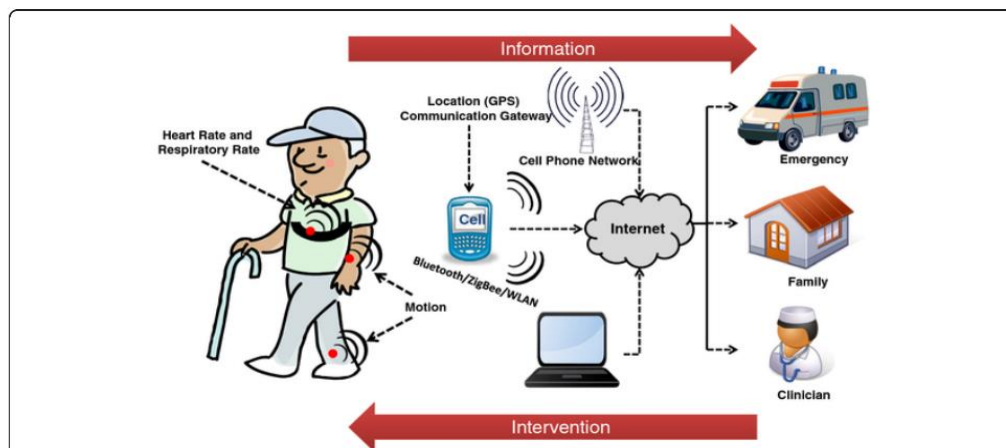 Information
Location (GPS)
Communication Gateway
Heart Rate and
Respiratory Rate
Cell Phone Network
Emergency
Cell
Internet
Bluetooth/ZigBee/WLAN
Family
Motion
Clinician
Intervention